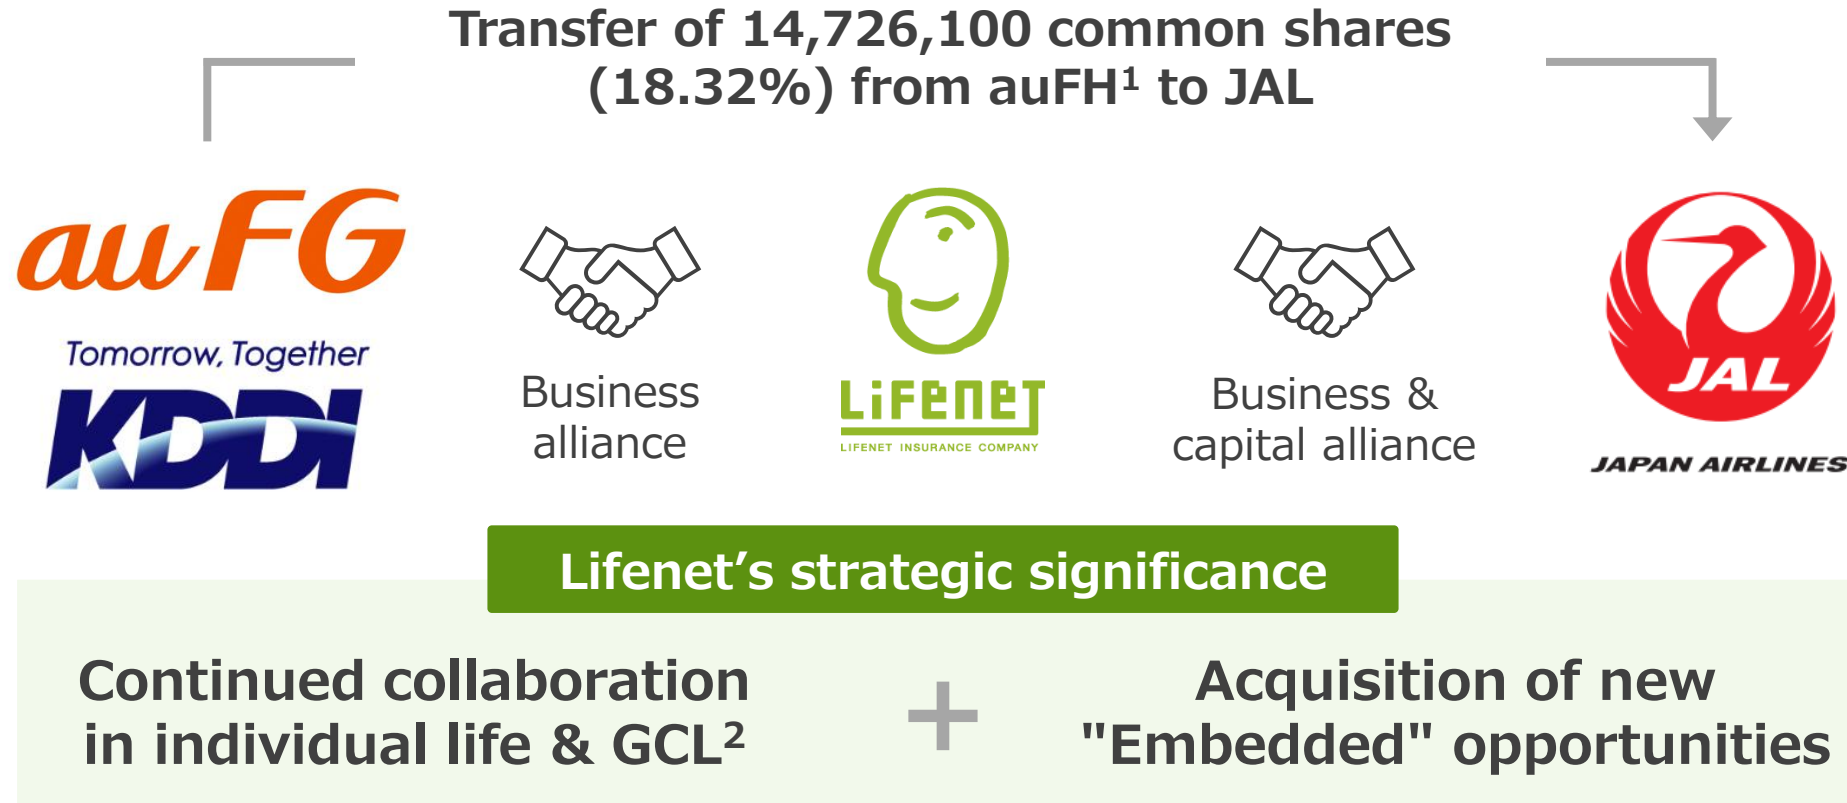 Transfer of 14,726,100 common shares
(18.32%) from auFH¹ to JAL
au FG
Tomorrow, Together
KDDI
Business
alliance
LiFEnET
LIFENET INSURANCE COMPANY
Business &
capital alliance
JAL
JAPAN AIRLINES
Lifenet’s strategic significance
Continued collaboration
in individual life & GCL²
+
Acquisition of new
"Embedded" opportunities